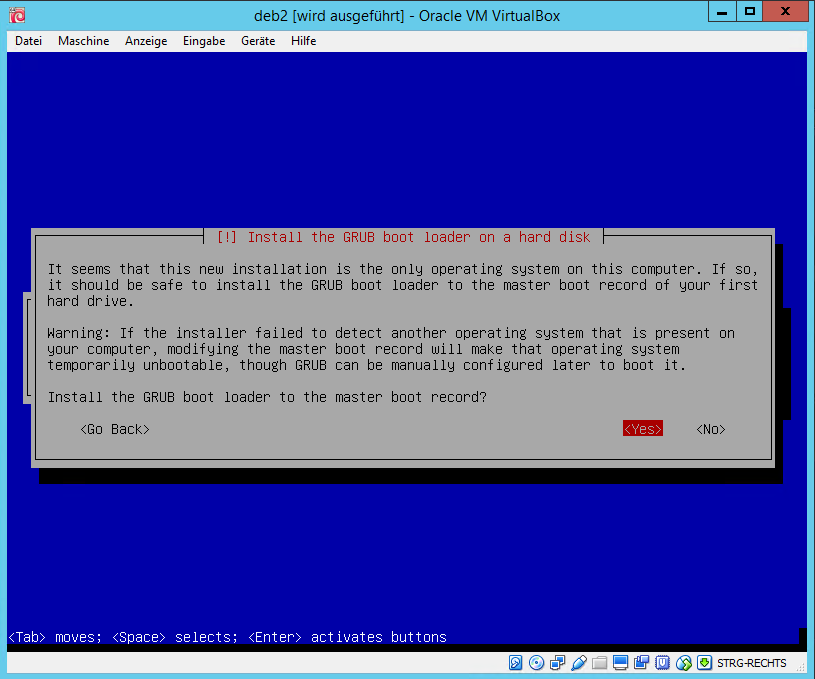 deb2 [wird ausgeführt] - Oracle VM VirtualBox
Datei Maschine Anzeige Eingabe Geräte Hilfe
[!] Install the GRUB boot loader on a hard disk
It seems that this new installation is the only operating system on this computer. If so,
it should be safe to install the GRUB boot loader to the master boot record of your first
hard drive.
Warning: If the installer failed to detect another operating system that is present on
your computer, modifying the master boot record will make that operating system
temporarily unbootable, though GRUB can be manually configured later to boot it.
Install the GRUB boot loader to the master boot record?
<Go Back> <Yes> <No>
<Tab> moves; <Space> selects; <Enter> activates buttons
STRG-RECHTS